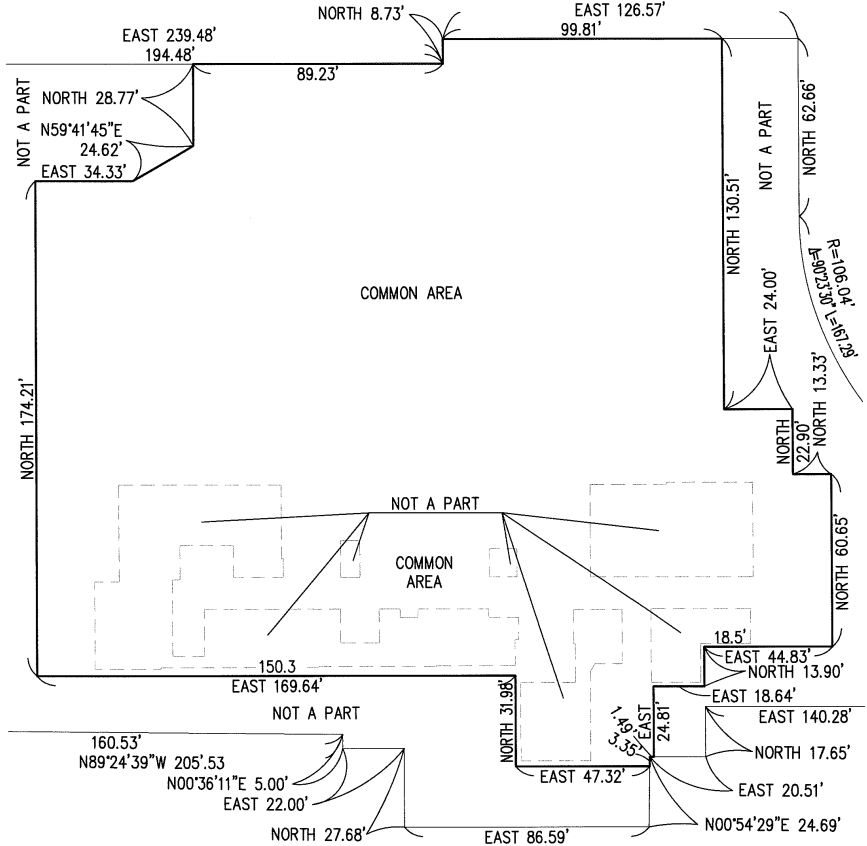 NORTH 8.73'
EAST 126.57'
99.81'
EAST 239.48'
194.48'
89.23'
NOT A PART
NORTH 28.77'
N59°41'45"E
24.62'
EAST 34.33'
NORTH 62.66'
NOT A PART
NORTH 130.51'
R=106.04'
Δ=90°23'30" L=167.29'
EAST 24.00'
COMMON AREA
NORTH 13.33'
NORTH
22.90'
NORTH 174.21'
NOT A PART
COMMON
AREA
NORTH 60.65'
18.5'
EAST 44.83'
NORTH 13.90'
150.3
EAST 169.64'
EAST 18.64'
NOT A PART
NORTH 31.98'
EAST
24.81'
1.49'
3.35'
EAST 140.28'
160.53'
N89°24'39"W 205.53
NORTH 17.65'
N00°36'11"E 5.00'
EAST 47.32'
EAST 20.51'
EAST 22.00'
N00°54'29"E 24.69'
NORTH 27.68'
EAST 86.59'